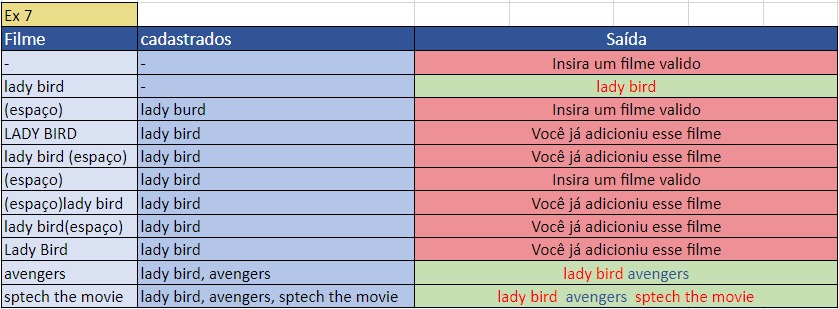 Ex 7
Filme cadastrados Saída
- - Insira um filme valido
lady bird - lady bird
(espaço) lady burd Insira um filme valido
LADY BIRD lady bird Você já adicioniu esse filme
lady bird (espaço) lady bird Você já adicioniu esse filme
(espaço) lady bird Insira um filme valido
(espaço)lady bird lady bird Você já adicioniu esse filme
lady bird(espaço) lady bird Você já adicioniu esse filme
Lady Bird lady bird Você já adicioniu esse filme
avengers lady bird, avengers lady bird avengers
sptech the movie lady bird, avengers, sptech the movie lady bird avengers sptech the movie